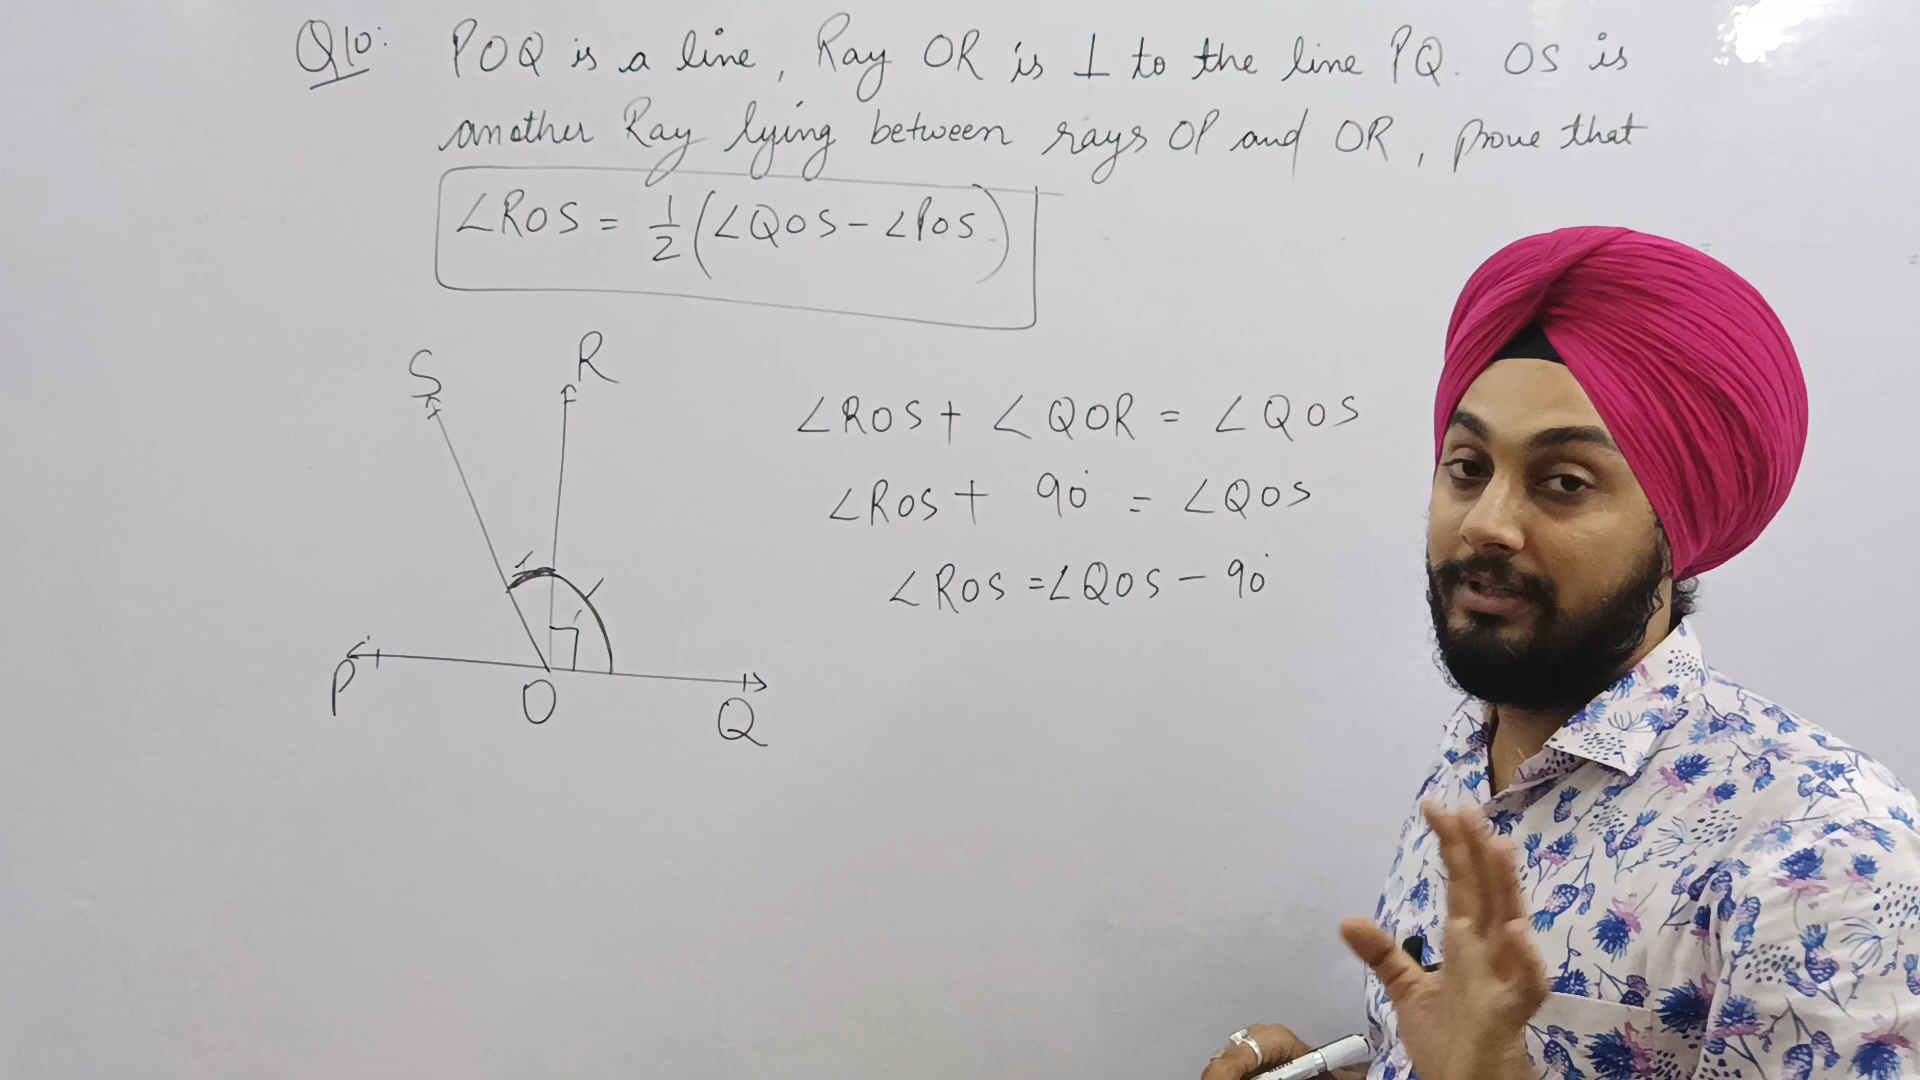 Q10: POQ is a line, Ray OR is ⊥ to the line PQ. OS is
another Ray lying between rays OP and OR, prove that
∠ROS = 1/2 (∠QOS - ∠POS)
S
R
P
O
Q
∠ROS + ∠QOR = ∠QOS
∠ROS + 90° = ∠QOS
∠ROS = ∠QOS - 90°